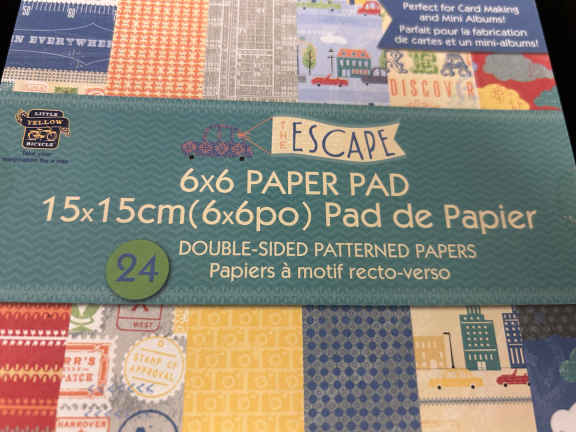 Perfect for Card Making
and Mini Albums!
Parfait pour la fabrication
de cartes et un mini-albums!
N EVERYWHER
DISCOVER
LITTLE
YELLOW
BICYCLE
THE ESCAPE
6x6 PAPER PAD
15x15cm(6x6po) Pad de Papier
24
DOUBLE-SIDED PATTERNED PAPERS
Papiers à motif recto-verso
WEST
STAMP OF
APPROVAL
HANNOVER